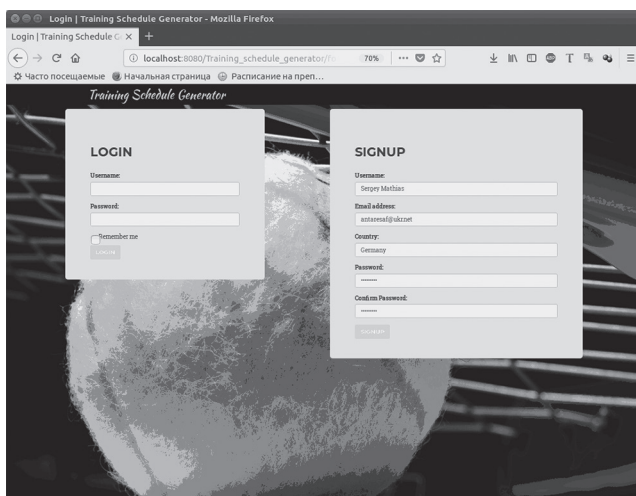 Login | Training Schedule Generator - Mozilla Firefox
Login | Training Schedule G
localhost:8080/Training_schedule_generator/
70%
Часто посещаемые Начальная страница Расписание на преп...
Training Schedule Generator
LOGIN
Username:
Password:
Remember me
LOGIN
SIGNUP
Username:
Sergey Mathias
Email address:
antaresaf@ukr.net
Country:
Germany
Password:
Confirm Password:
SIGNUP